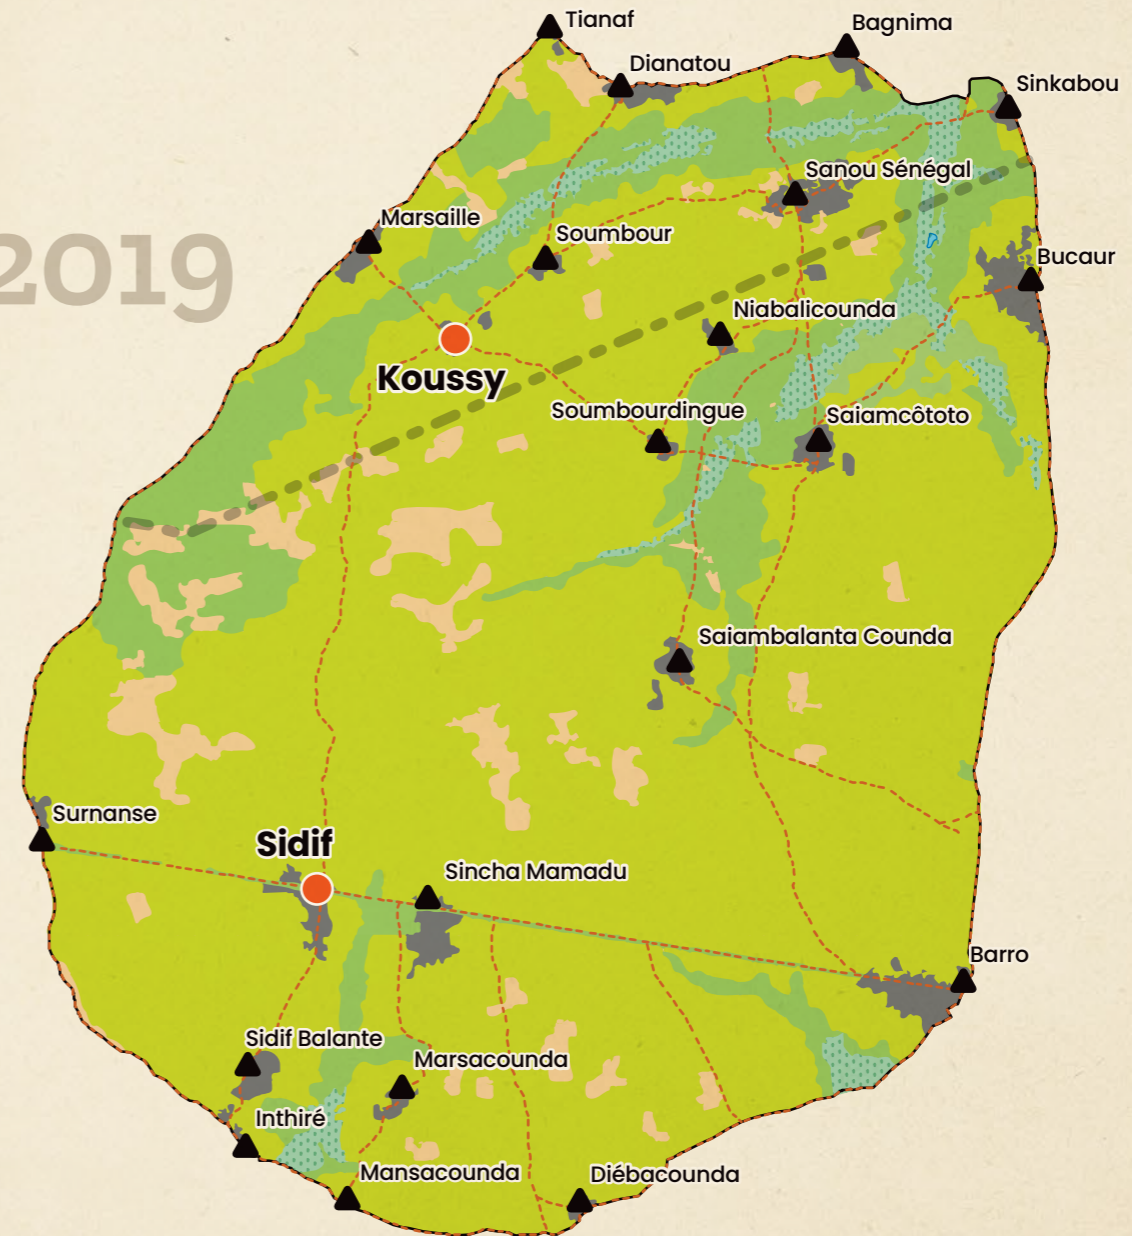 Tianaf
Bagnima
Dianatou
Sinkabou
Sanou Sénégal
Marsaille
Soumbour
2019
Bucaur
Niabalicounda
Koussy
Soumbourdingue
Saiamcôtoto
Saiambalanta Counda
Surnanse
Sidif
Sincha Mamadu
Barro
Sidif Balante
Marsacounda
Inthiré
Mansacounda
Diébacounda